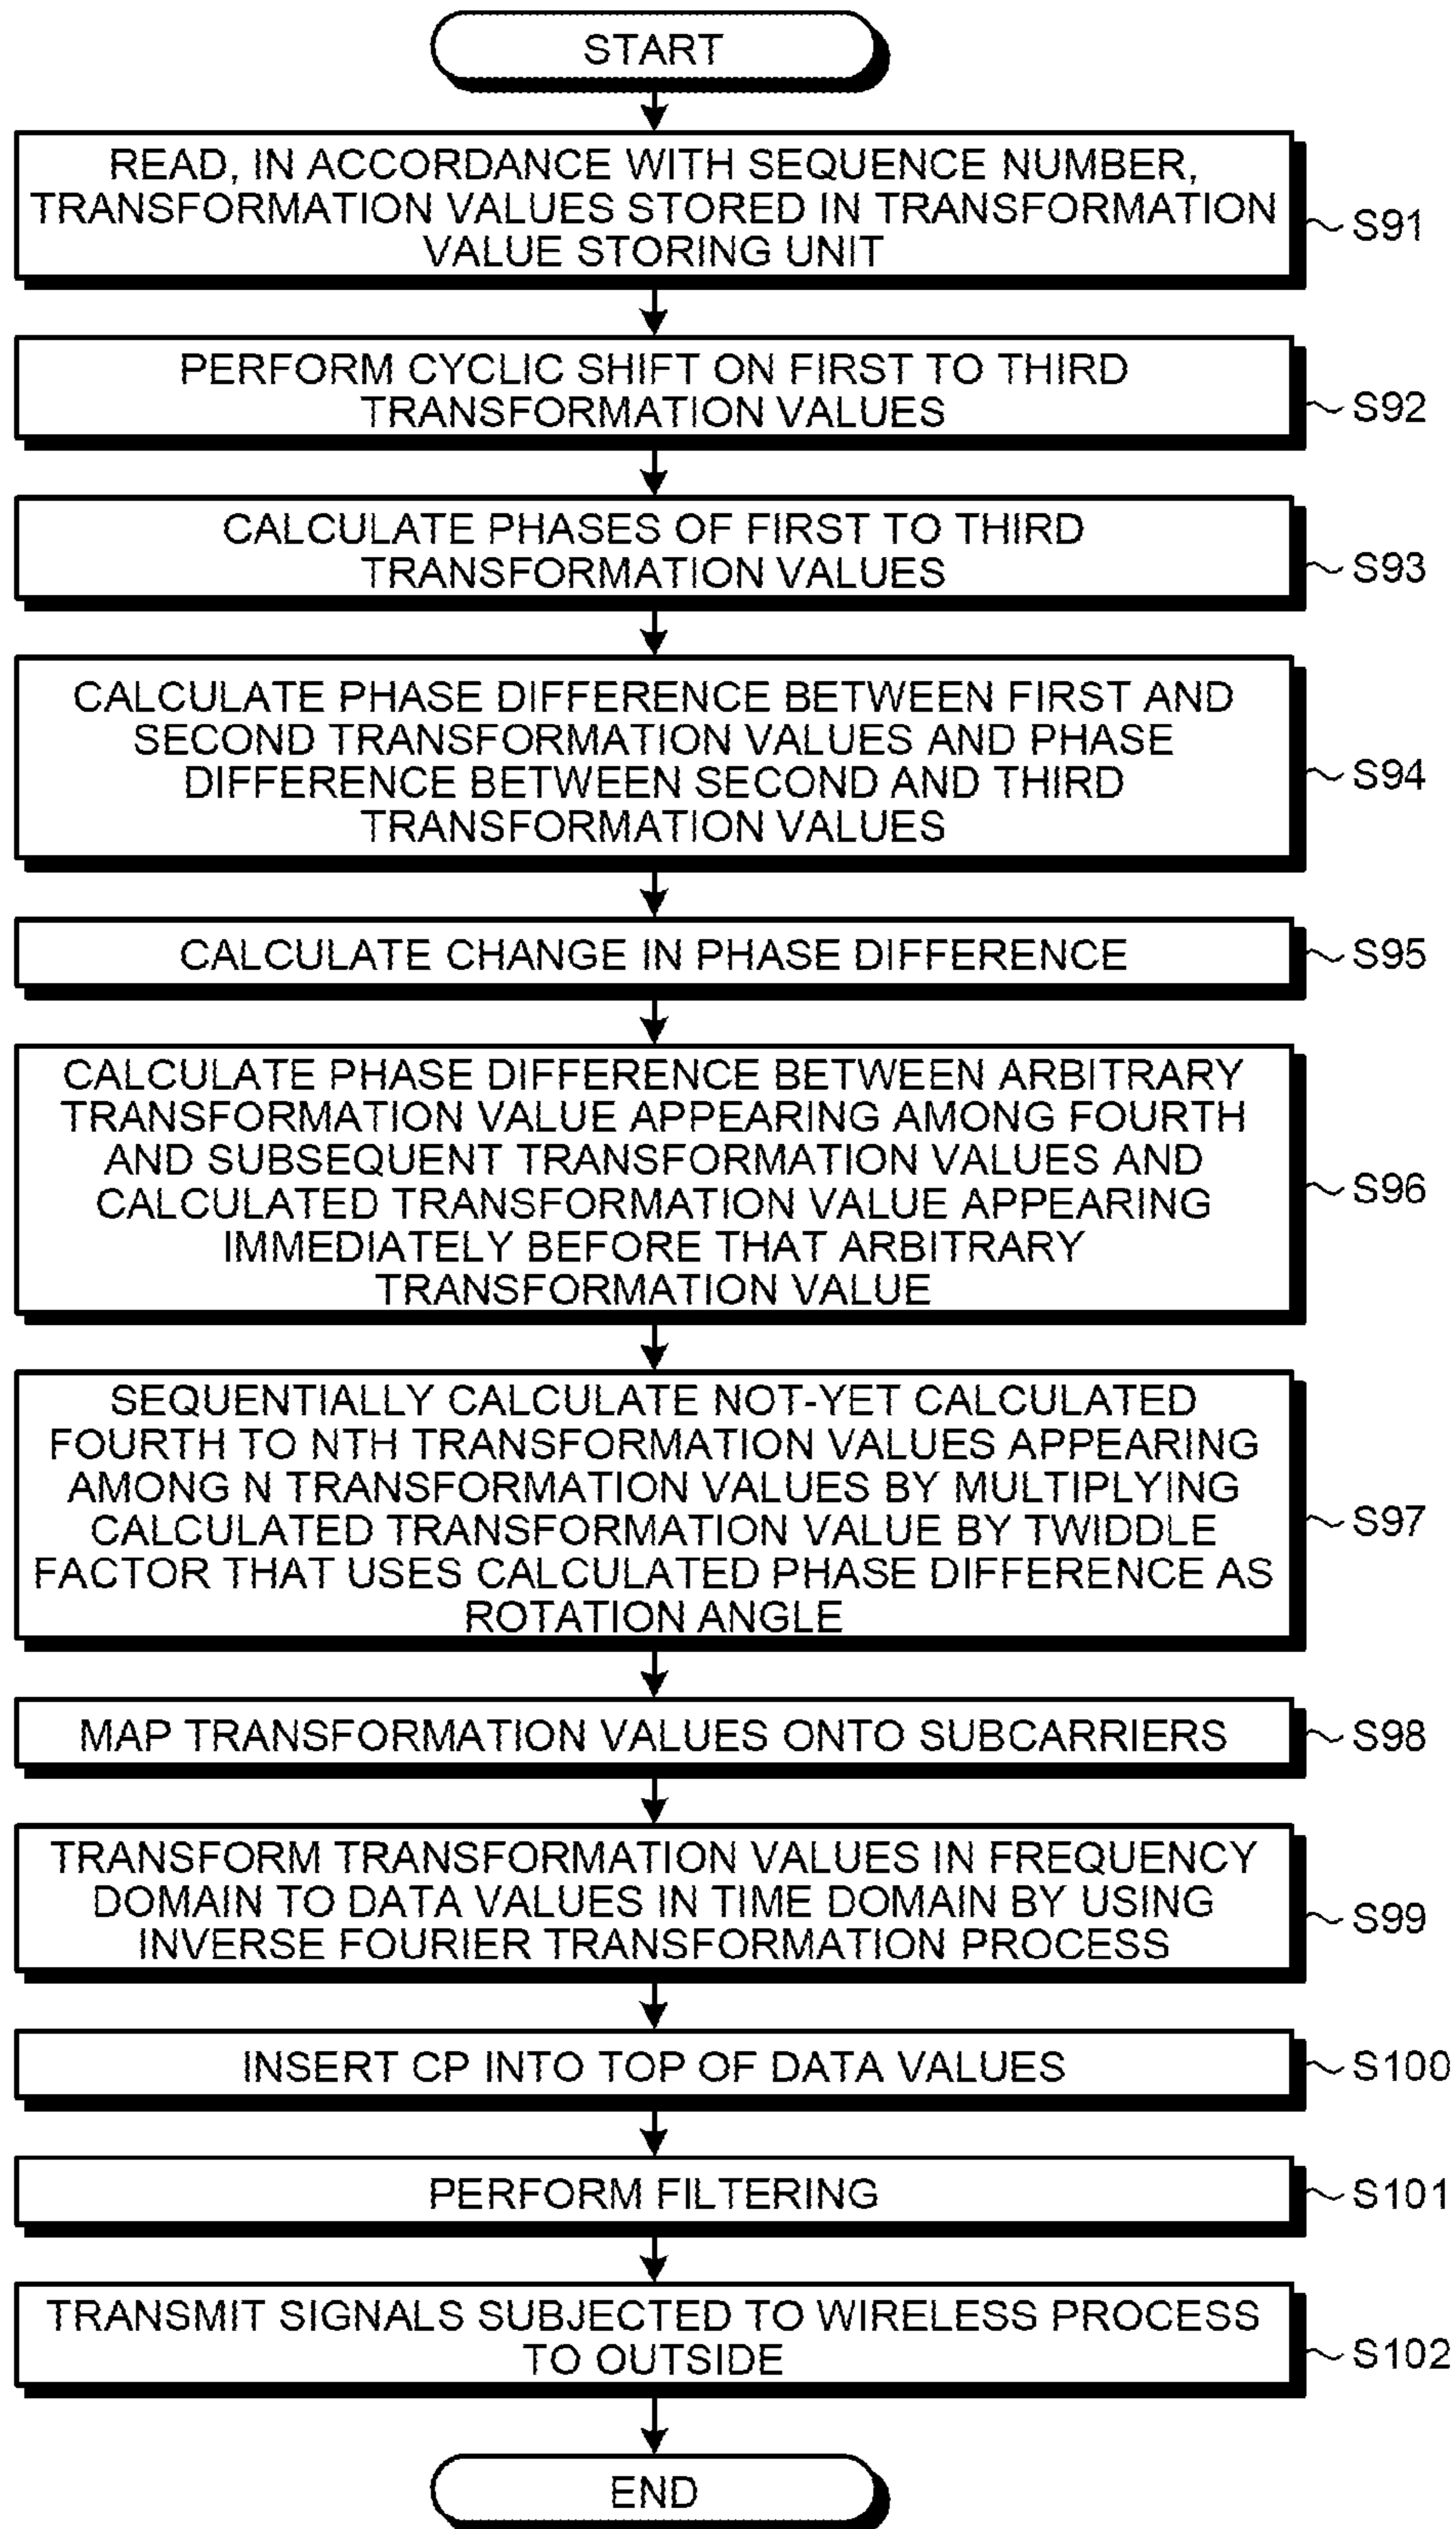 START
READ, IN ACCORDANCE WITH SEQUENCE NUMBER,
TRANSFORMATION VALUES STORED IN TRANSFORMATION
VALUE STORING UNIT
S91
PERFORM CYCLIC SHIFT ON FIRST TO THIRD
TRANSFORMATION VALUES
S92
CALCULATE PHASES OF FIRST TO THIRD
TRANSFORMATION VALUES
S93
CALCULATE PHASE DIFFERENCE BETWEEN FIRST AND
SECOND TRANSFORMATION VALUES AND PHASE
DIFFERENCE BETWEEN SECOND AND THIRD
TRANSFORMATION VALUES
S94
CALCULATE CHANGE IN PHASE DIFFERENCE
S95
CALCULATE PHASE DIFFERENCE BETWEEN ARBITRARY
TRANSFORMATION VALUE APPEARING AMONG FOURTH
AND SUBSEQUENT TRANSFORMATION VALUES AND
CALCULATED TRANSFORMATION VALUE APPEARING
IMMEDIATELY BEFORE THAT ARBITRARY
TRANSFORMATION VALUE
S96
SEQUENTIALLY CALCULATE NOT-YET CALCULATED
FOURTH TO NTH TRANSFORMATION VALUES APPEARING
AMONG N TRANSFORMATION VALUES BY MULTIPLYING
CALCULATED TRANSFORMATION VALUE BY TWIDDLE
FACTOR THAT USES CALCULATED PHASE DIFFERENCE AS
ROTATION ANGLE
S97
MAP TRANSFORMATION VALUES ONTO SUBCARRIERS
S98
TRANSFORM TRANSFORMATION VALUES IN FREQUENCY
DOMAIN TO DATA VALUES IN TIME DOMAIN BY USING
INVERSE FOURIER TRANSFORMATION PROCESS
S99
INSERT CP INTO TOP OF DATA VALUES
S100
PERFORM FILTERING
S101
TRANSMIT SIGNALS SUBJECTED TO WIRELESS PROCESS
TO OUTSIDE
S102
END